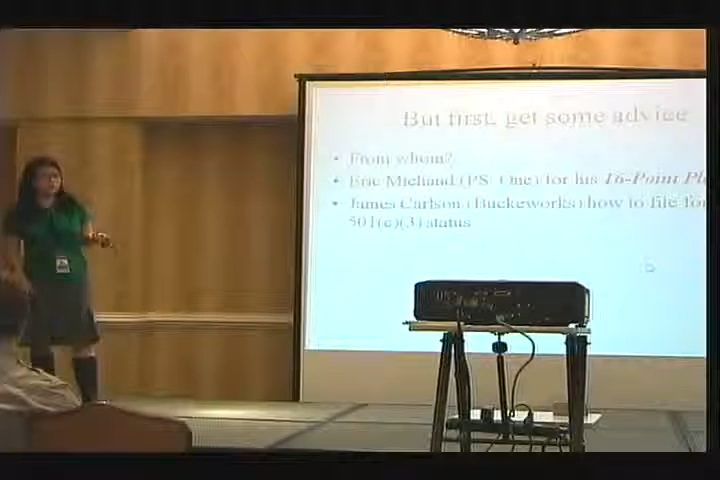 But first, get some advice
• From whom?
• Eric Michaud (PS: One) for his 16-Point Pl
• James Carlson (Buckeworks) how to file for
501(c)(3) status